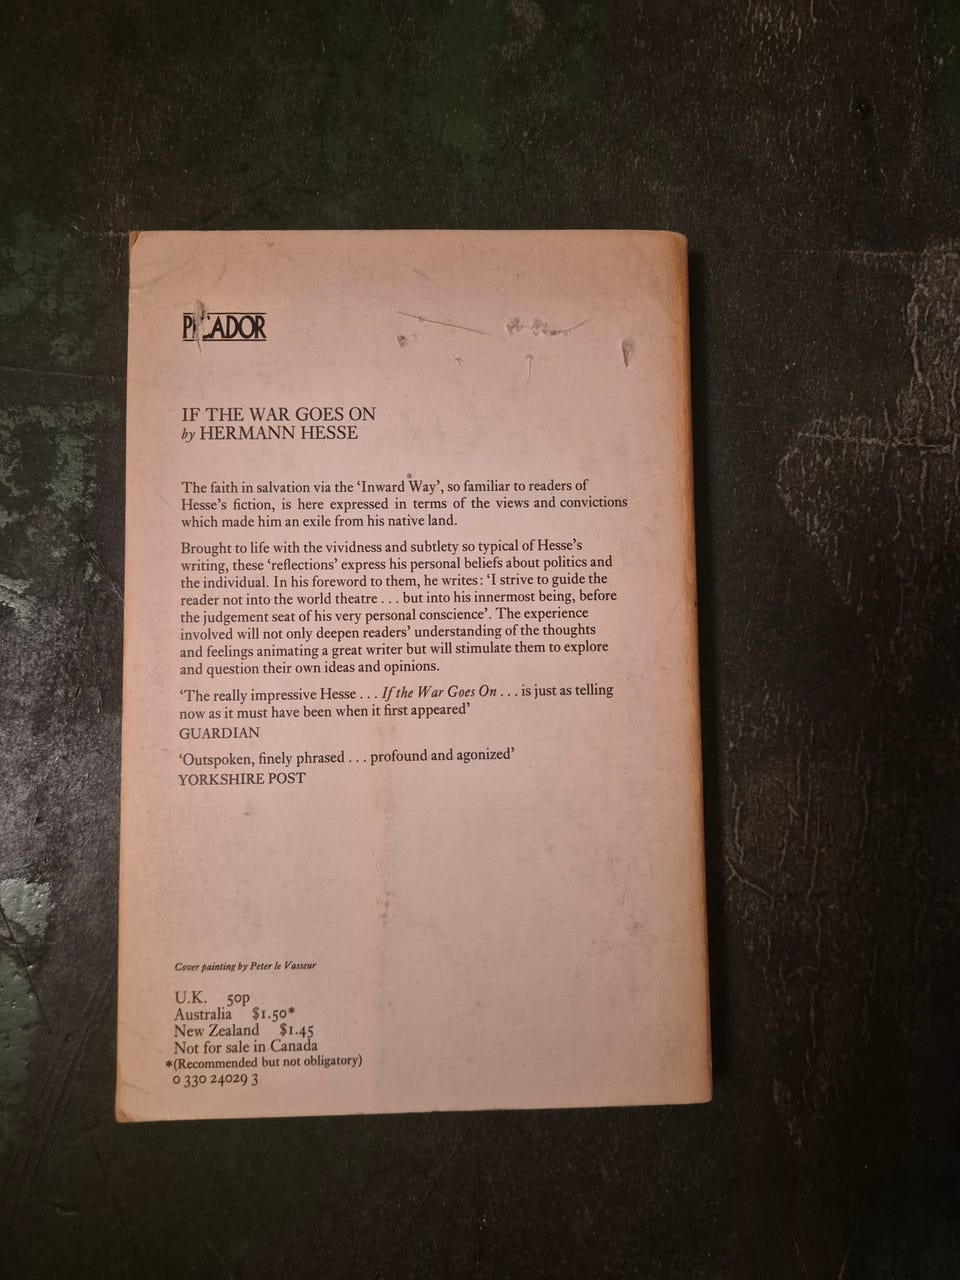 PICADOR
IF THE WAR GOES ON
by HERMANN HESSE
The faith in salvation via the ‘Inward Way’, so familiar to readers of
Hesse’s fiction, is here expressed in terms of the views and convictions
which made him an exile from his native land.
Brought to life with the vividness and subtlety so typical of Hesse’s
writing, these ‘reflections’ express his personal beliefs about politics and
the individual. In his foreword to them, he writes: ‘I strive to guide the
reader not into the world theatre . . . but into his innermost being, before
the judgement seat of his very personal conscience’. The experience
involved will not only deepen readers’ understanding of the thoughts
and feelings animating a great writer but will stimulate them to explore
and question their own ideas and opinions.
‘The really impressive Hesse . . . If the War Goes On . . . is just as telling
now as it must have been when it first appeared’
GUARDIAN
‘Outspoken, finely phrased . . . profound and agonized’
YORKSHIRE POST
Cover painting by Peter le Vasseur
U.K. 50p
Australia $1.50*
New Zealand $1.45
Not for sale in Canada
*(Recommended but not obligatory)
0 330 24029 3